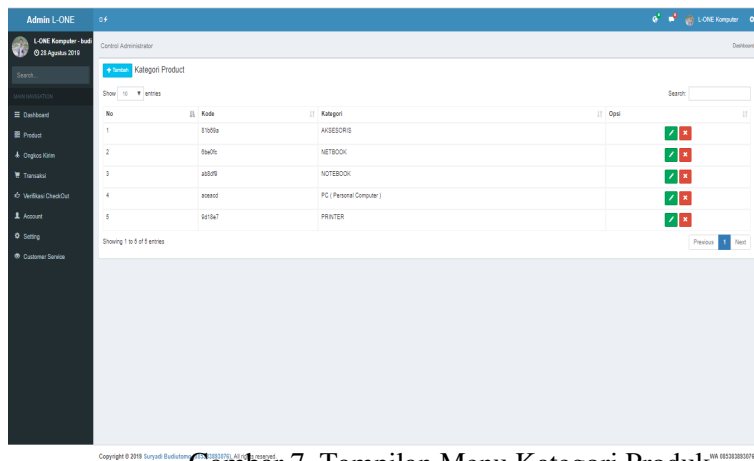 Admin L-ONE
L-ONE Komputer
L-ONE Komputer - budi
28 Agustus 2019
Control Administrator
Dashboard
Search...
MAIN NAVIGATION
Dashboard
Product
Ongkos Kirim
Transaksi
Verifikasi CheckOut
Account
Setting
Customer Service
+ Tambah Kategori Product
Show 10 entries
Search:
No Kode Kategori Opsi
1 81b69a AKSESORIS
2 6be0fc NETBOOK
3 ab8df9 NOTEBOOK
4 aceacd PC ( Personal Computer )
5 9d18e7 PRINTER
Showing 1 to 5 of 5 entries
Previous 1 Next
Copyright © 2019 Suryadi Budiutomo All rights reserved.
Gambar 7. Tampilan Menu Kategori Produk